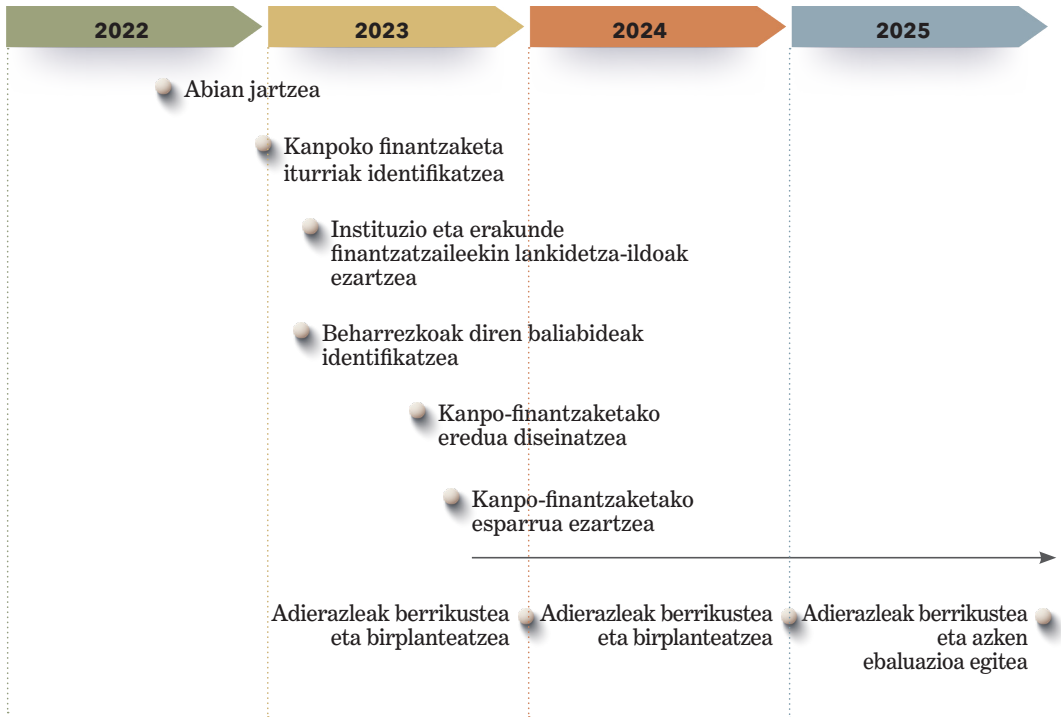 2022
2023
2024
2025
Abian jartzea
Kanpoko finantzaketa
iturriak identifikatzea
Instituzio eta erakunde
finantzatzaileekin lankidetza-ildoak
ezartzea
Beharrezkoak diren baliabideak
identifikatzea
Kanpo-finantzaketako
eredua diseinatzea
Kanpo-finantzaketako
esparrua ezartzea
Adierazleak berrikustea
eta birplanteatzea
Adierazleak berrikustea
eta birplanteatzea
Adierazleak berrikustea
eta azken
ebaluazioa egitea